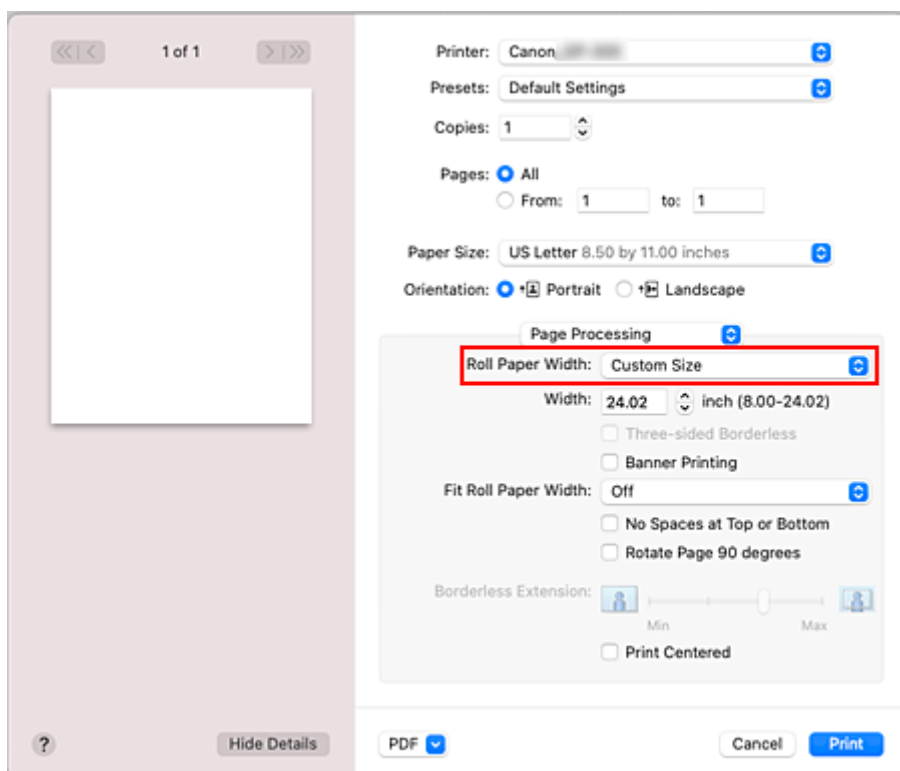 1 of 1
Printer: Canon
Presets: Default Settings
Copies: 1
Pages: All
From: 1 to: 1
Paper Size: US Letter 8.50 by 11.00 inches
Orientation: Portrait Landscape
Page Processing
Roll Paper Width: Custom Size
Width: 24.02 inch (8.00-24.02)
Three-sided Borderless
Banner Printing
Fit Roll Paper Width: Off
No Spaces at Top or Bottom
Rotate Page 90 degrees
Borderless Extension:
Min Max
Print Centered
? Hide Details PDF Cancel Print